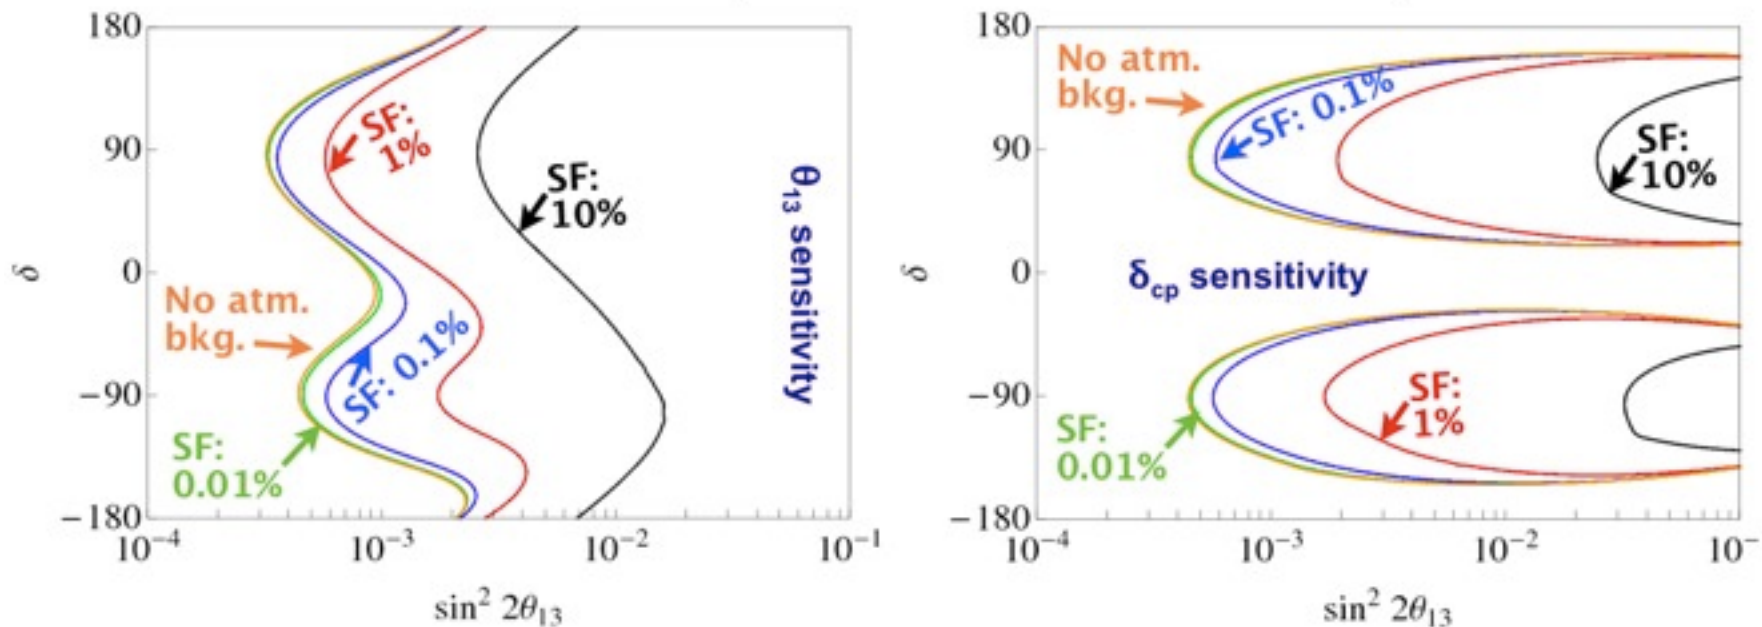 180
90
0
−90
−180
δ
10⁻⁴
10⁻³
10⁻²
10⁻¹
sin² 2θ₁₃
SF:
1%
SF:
10%
θ₁₃ sensitivity
No atm.
bkg.
SF: 0.1%
SF:
0.01%
180
90
0
−90
−180
δ
10⁻⁴
10⁻³
10⁻²
10⁻
sin² 2θ₁₃
No atm.
bkg.
SF: 0.1%
SF:
10%
δcp sensitivity
SF:
1%
SF:
0.01%